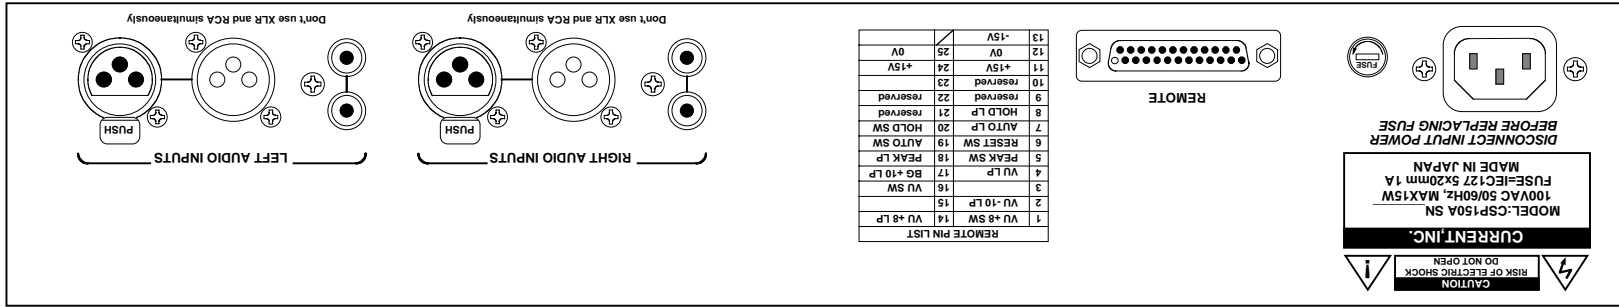 CAUTION
RISK OF ELECTRIC SHOCK
DO NOT OPEN
CURRENT,INC.
MODEL:CSP150A SN______
100VAC 50/60Hz, MAX15W
FUSE=IEC127 5x20mm 1A
MADE IN JAPAN
DISCONNECT INPUT POWER
BEFORE REPLACING FUSE
FUSE
REMOTE
REMOTE PIN LIST
1 VU +8 SW 14 VU +8 LP
2 VU -10 LP 15
3 16 VU SW
4 VU LP 17 BG +10 LP
5 PEAK SW 18 PEAK LP
6 RESET SW 19 AUTO SW
7 AUTO LP 20 HOLD SW
8 HOLD LP 21 reserved
9 reserved 22 reserved
10 reserved 23
11 +15V 24 +15V
12 0V 25 0V
13 -15V
RIGHT AUDIO INPUTS
PUSH
Don't use XLR and RCA simultaneously
LEFT AUDIO INPUTS
PUSH
Don't use XLR and RCA simultaneously